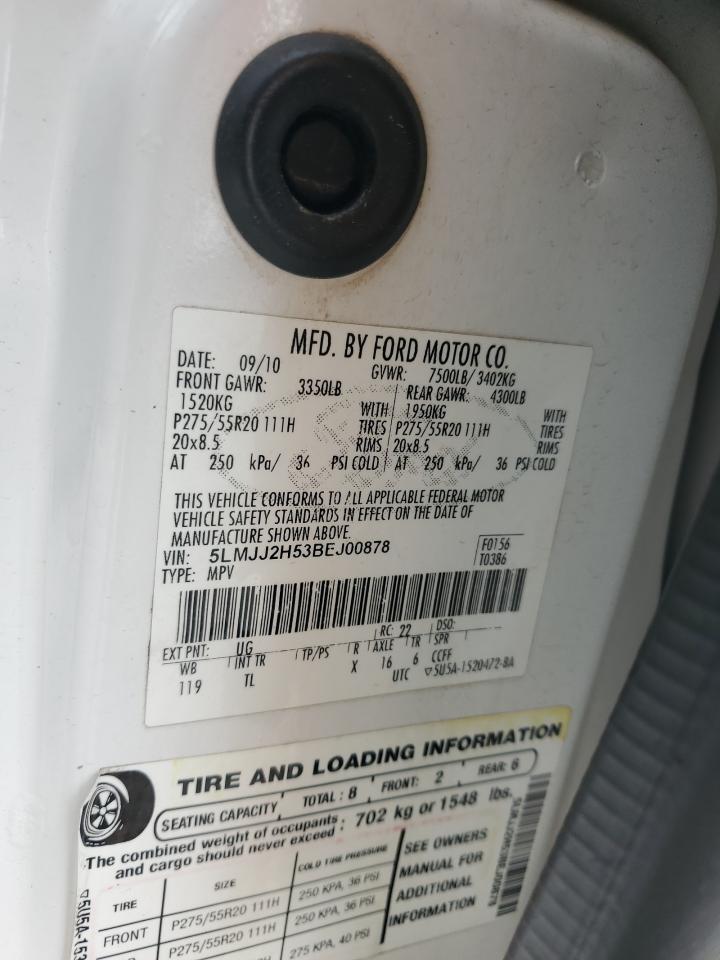 MFD. BY FORD MOTOR CO.
DATE: 09/10 GVWR: 7500LB/ 3402KG
FRONT GAWR: 3350LB REAR GAWR: 4300LB
1520KG WITH 1950KG WITH
P275/55R20 111H TIRES P275/55R20 111H TIRES
20x8.5 RIMS 20x8.5 RIMS
AT 250 kPa/ 36 PSI COLD AT 250 kPa/ 36 PSI COLD
THIS VEHICLE CONFORMS TO ALL APPLICABLE FEDERAL MOTOR
VEHICLE SAFETY STANDARDS IN EFFECT ON THE DATE OF
MANUFACTURE SHOWN ABOVE.
VIN: 5LMJJ2H53BEJ00878 F0156
TYPE: MPV T0386
EXT PNT: UG RC: 22 DSO:
WB INT TR TP/PS R AXLE TR SPR
119 TL X 16 6 CCFF
UTC ▽5U5A-1520472-BA
TIRE AND LOADING INFORMATION
SEATING CAPACITY TOTAL: 8 FRONT: 2 REAR: 6
The combined weight of occupants and cargo should never exceed: 702 kg or 1548 lbs.
TIRE SIZE COLD TIRE PRESSURE
FRONT P275/55R20 111H 250 KPA, 36 PSI
P275/55R20 111H 250 KPA, 36 PSI
275 KPA, 40 PSI
SEE OWNERS
MANUAL FOR
ADDITIONAL
INFORMATION